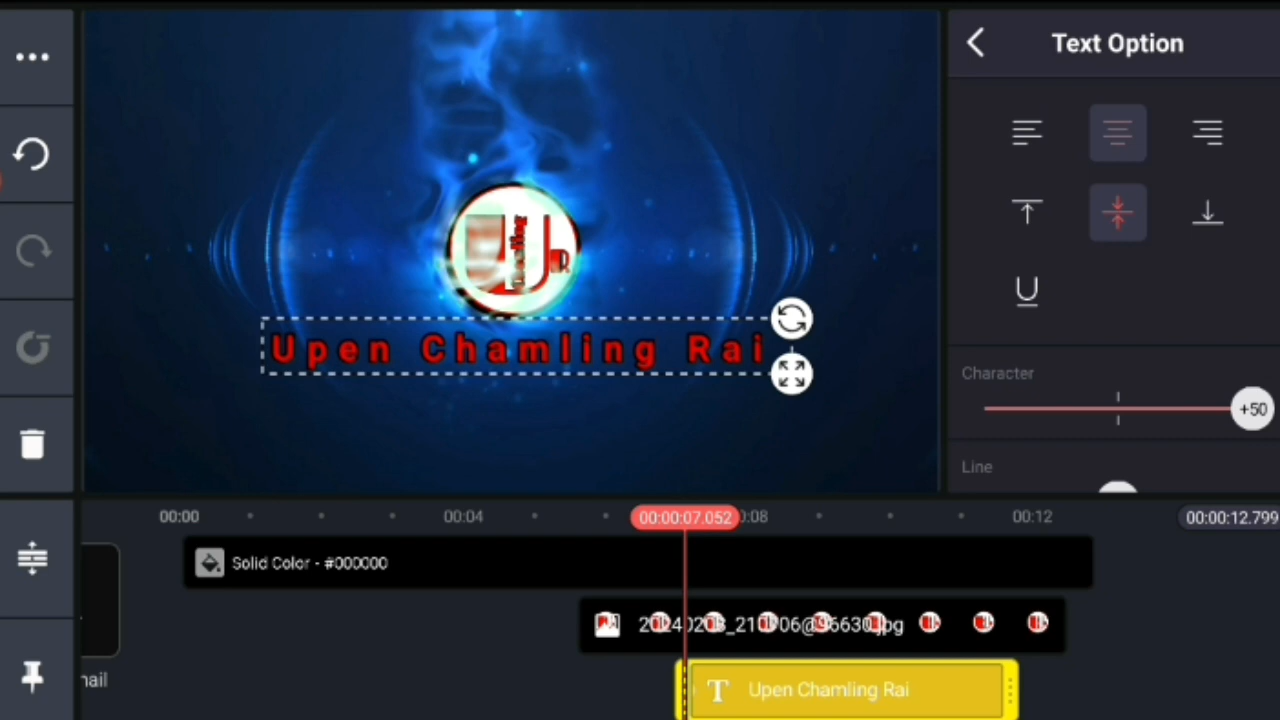 Text Option
Upen Chamling Rai
Character
+50
Line
00:00
00:04
00:00:07.052
0:08
00:12
00:00:12.799
Solid Color - #000000
Upen Chamling Rai
nail